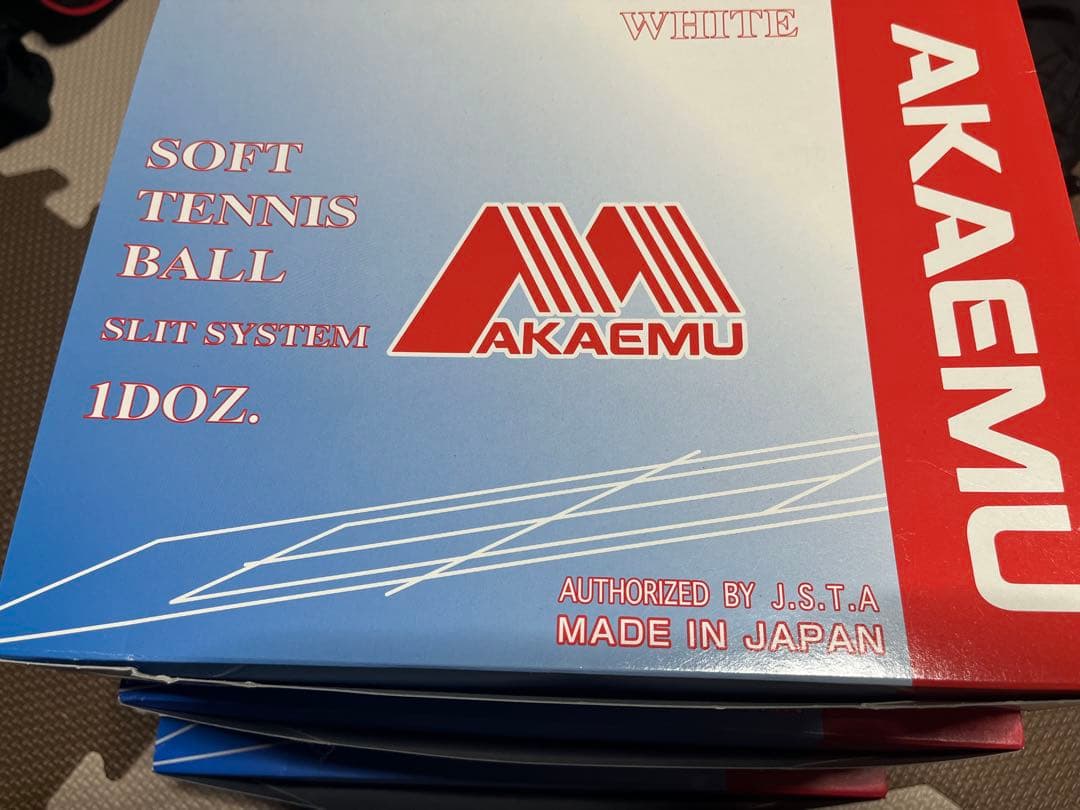 WHITE
SOFT
TENNIS
BALL
SLIT SYSTEM
1DOZ.
AKAEMU
AUTHORIZED BY J.S.T.A
MADE IN JAPAN
AKAEMU